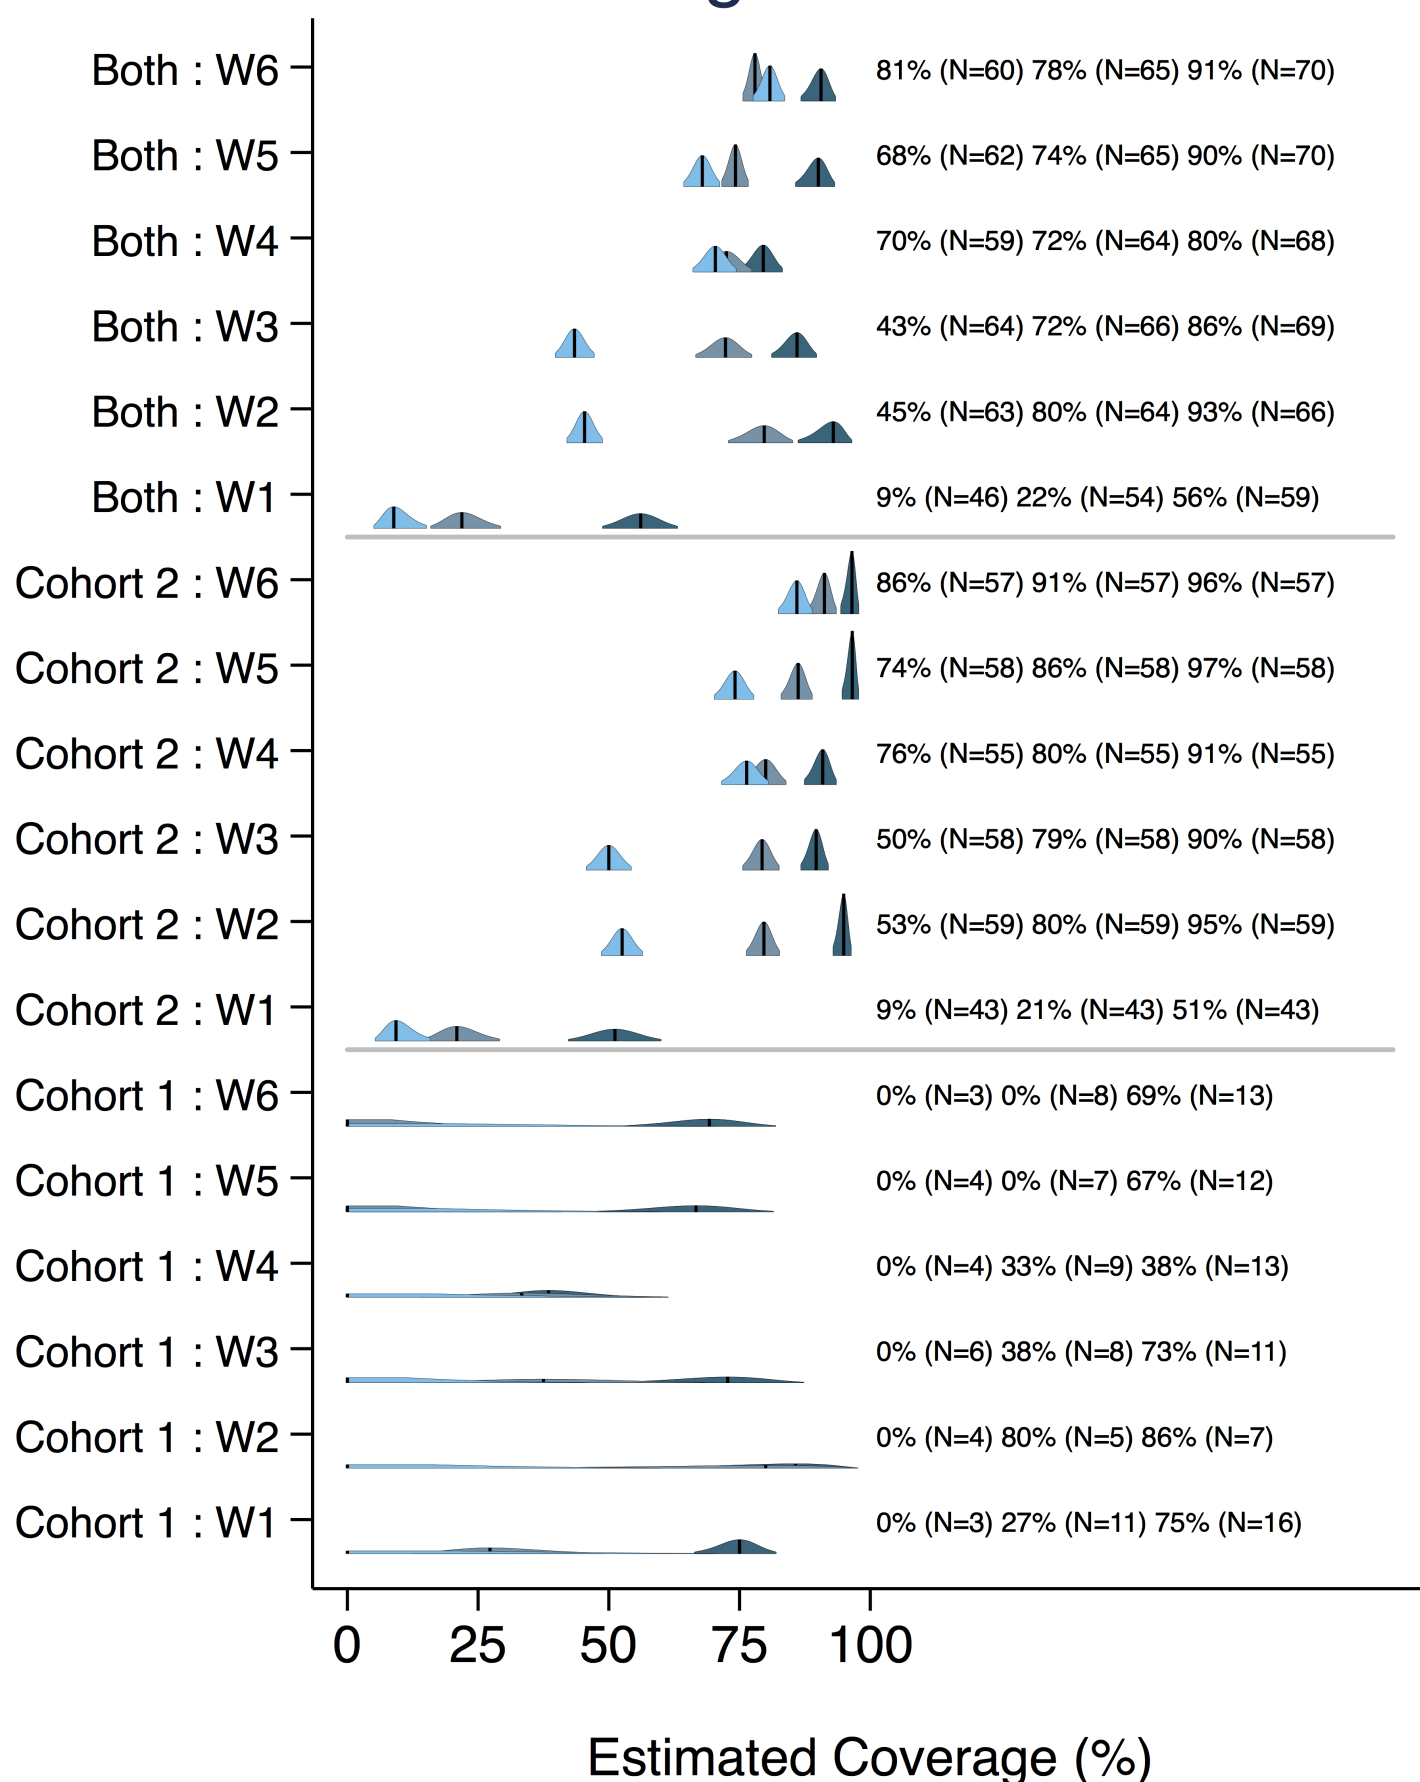 Both : W6 81% (N=60) 78% (N=65) 91% (N=70)
Both : W5 68% (N=62) 74% (N=65) 90% (N=70)
Both : W4 70% (N=59) 72% (N=64) 80% (N=68)
Both : W3 43% (N=64) 72% (N=66) 86% (N=69)
Both : W2 45% (N=63) 80% (N=64) 93% (N=66)
Both : W1 9% (N=46) 22% (N=54) 56% (N=59)
Cohort 2 : W6 86% (N=57) 91% (N=57) 96% (N=57)
Cohort 2 : W5 74% (N=58) 86% (N=58) 97% (N=58)
Cohort 2 : W4 76% (N=55) 80% (N=55) 91% (N=55)
Cohort 2 : W3 50% (N=58) 79% (N=58) 90% (N=58)
Cohort 2 : W2 53% (N=59) 80% (N=59) 95% (N=59)
Cohort 2 : W1 9% (N=43) 21% (N=43) 51% (N=43)
Cohort 1 : W6 0% (N=3) 0% (N=8) 69% (N=13)
Cohort 1 : W5 0% (N=4) 0% (N=7) 67% (N=12)
Cohort 1 : W4 0% (N=4) 33% (N=9) 38% (N=13)
Cohort 1 : W3 0% (N=6) 38% (N=8) 73% (N=11)
Cohort 1 : W2 0% (N=4) 80% (N=5) 86% (N=7)
Cohort 1 : W1 0% (N=3) 27% (N=11) 75% (N=16)
0 25 50 75 100
Estimated Coverage (%)